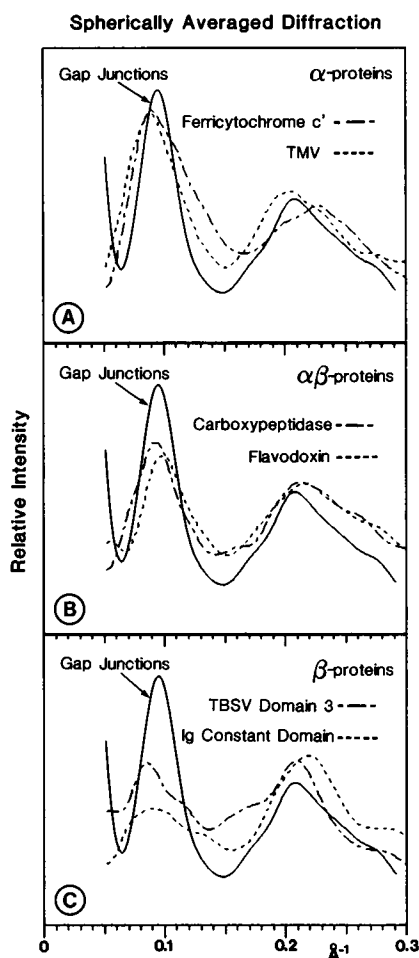 Spherically Averaged Diffraction
Gap Junctions
α-proteins
Ferricytochrome c'
TMV
A
Gap Junctions
αβ-proteins
Carboxypeptidase
Flavodoxin
B
Gap Junctions
β-proteins
TBSV Domain 3
Ig Constant Domain
C
Relative Intensity
0 0.1 0.2 Å-1 0.3